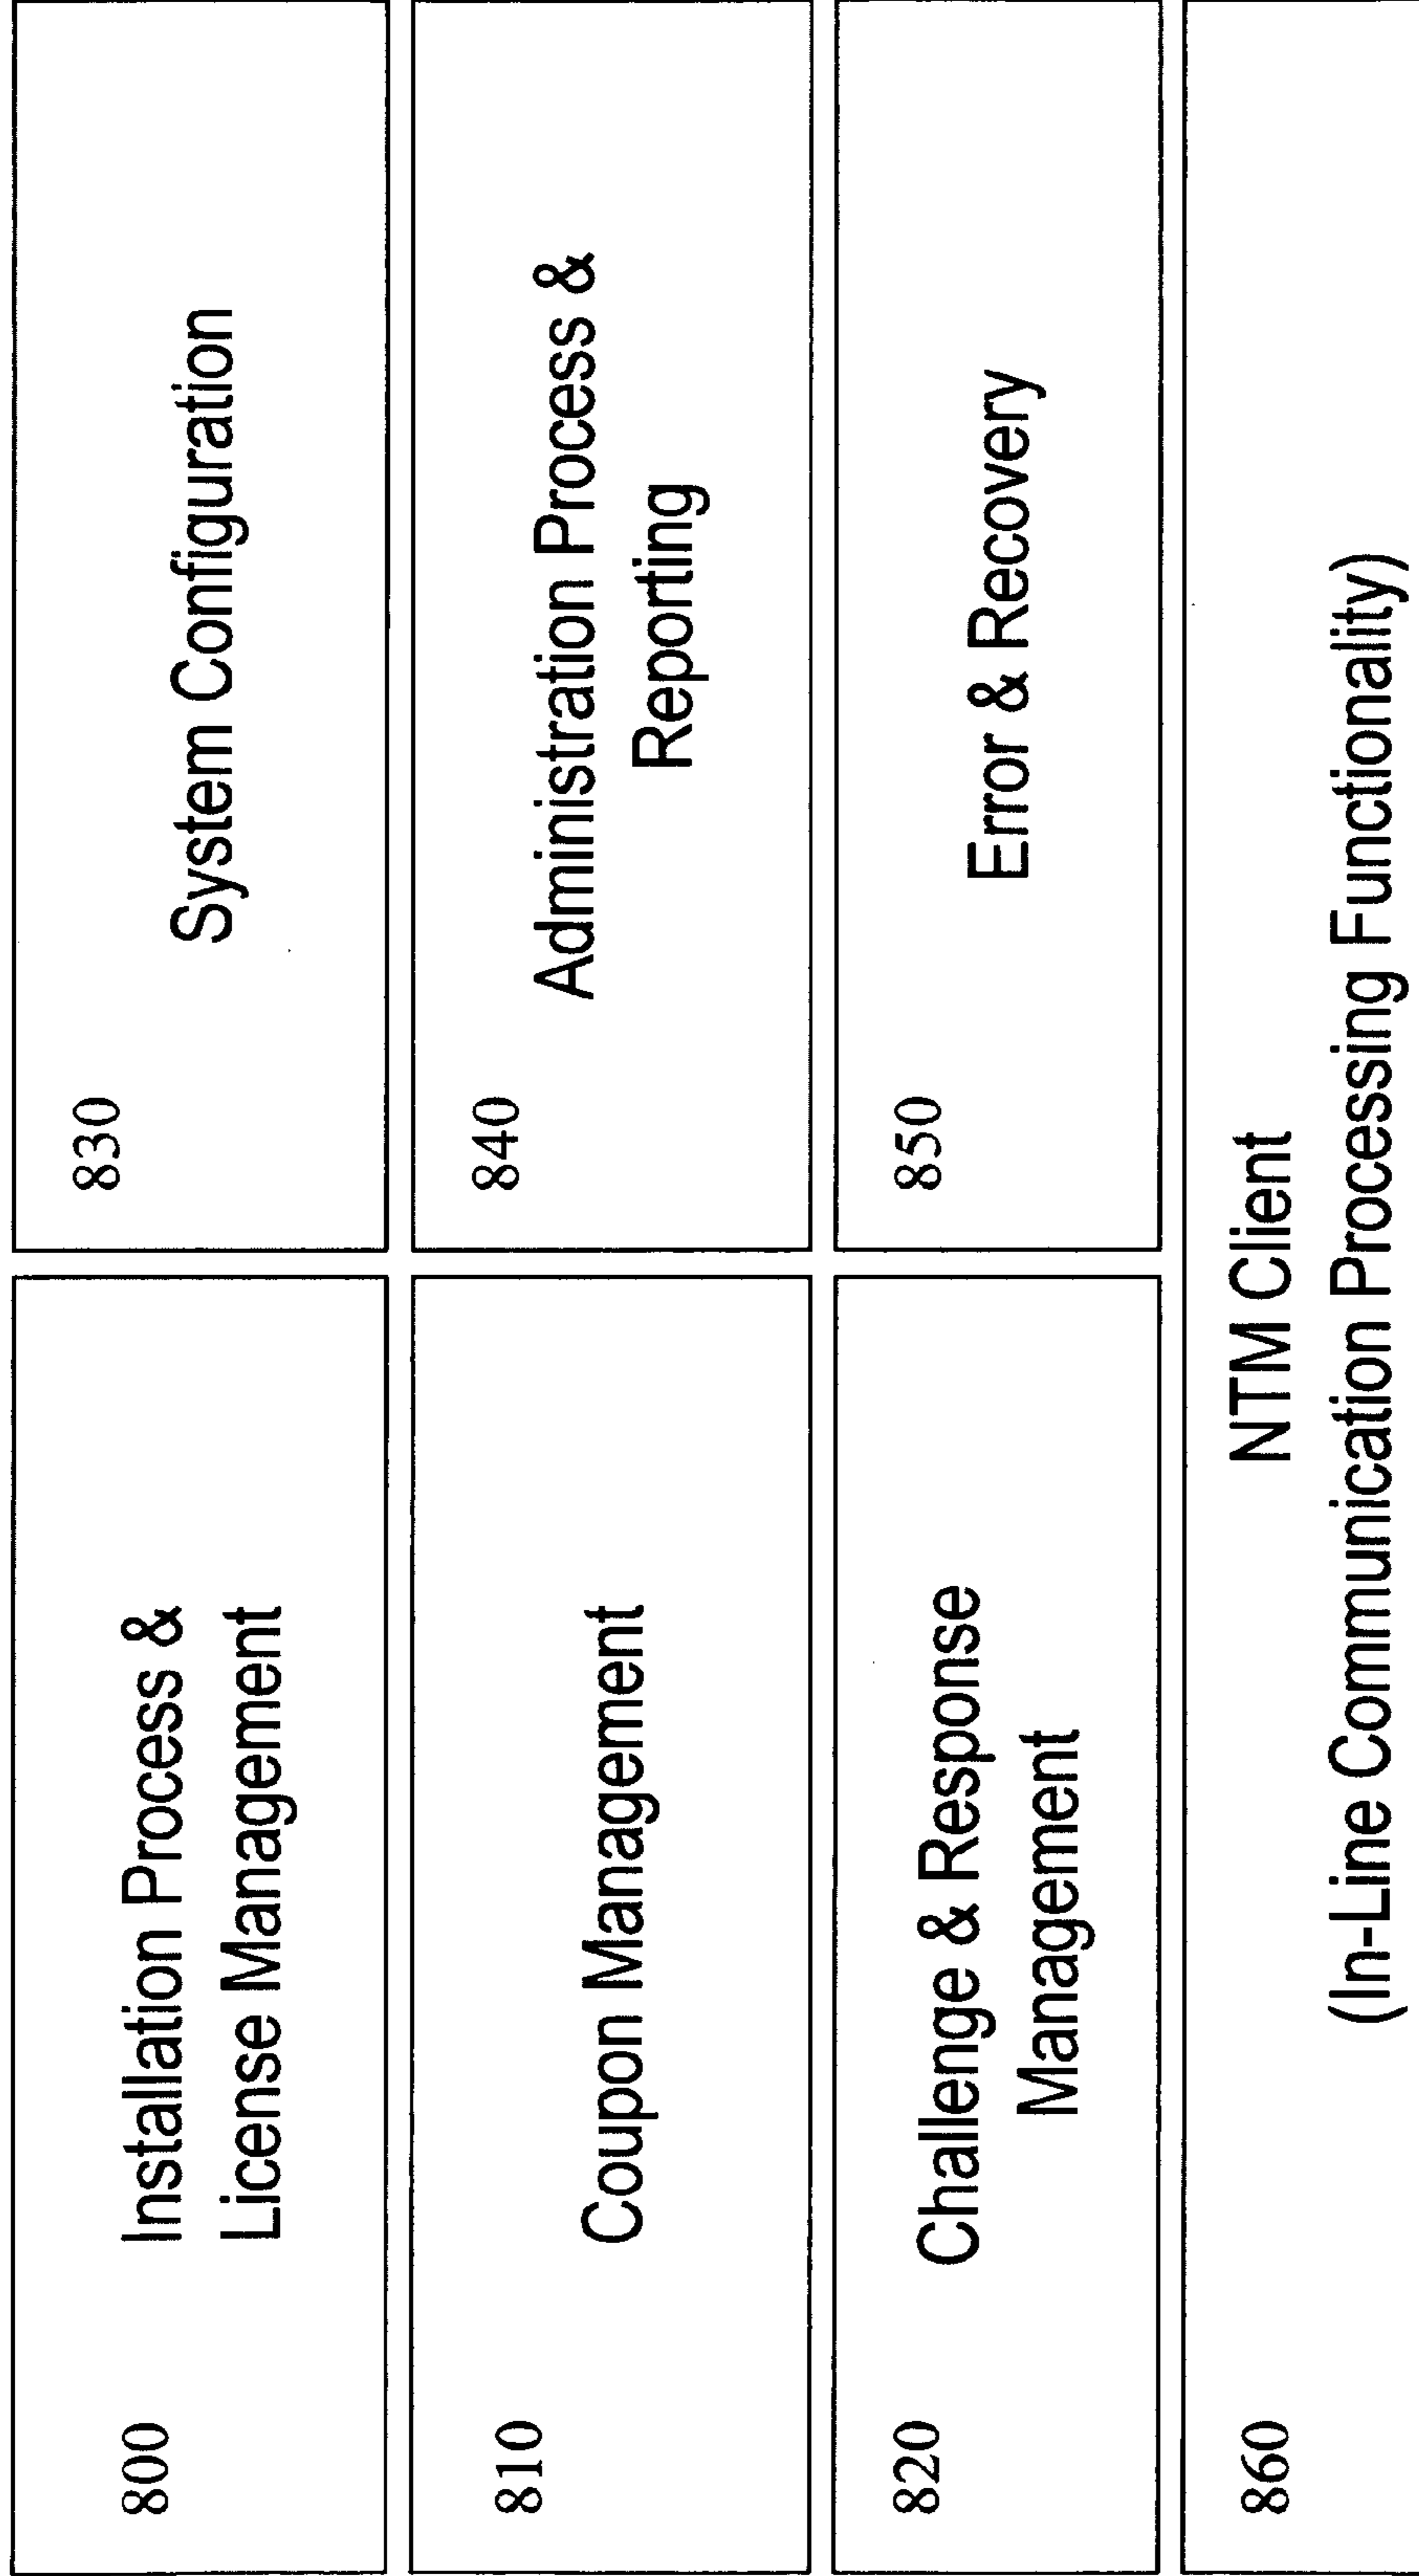 800
Installation Process &
License Management
830
System Configuration
810
Coupon Management
840
Administration Process &
Reporting
820
Challenge & Response
Management
850
Error & Recovery
860
NTM Client
(In-Line Communication Processing Functionality)